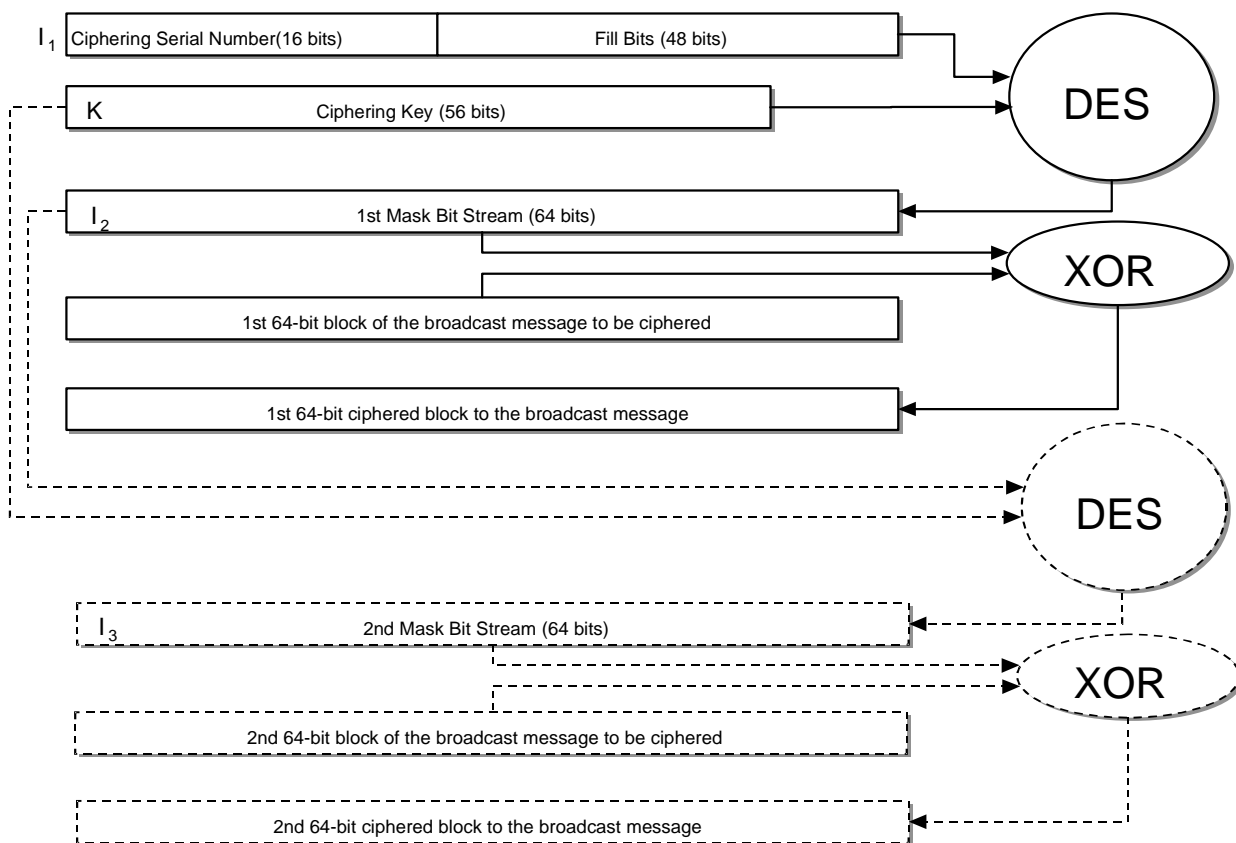 I1 Ciphering Serial Number(16 bits) Fill Bits (48 bits)
DES
K Ciphering Key (56 bits)
I2 1st Mask Bit Stream (64 bits)
XOR
1st 64-bit block of the broadcast message to be ciphered
1st 64-bit ciphered block to the broadcast message
DES
I3 2nd Mask Bit Stream (64 bits)
XOR
2nd 64-bit block of the broadcast message to be ciphered
2nd 64-bit ciphered block to the broadcast message